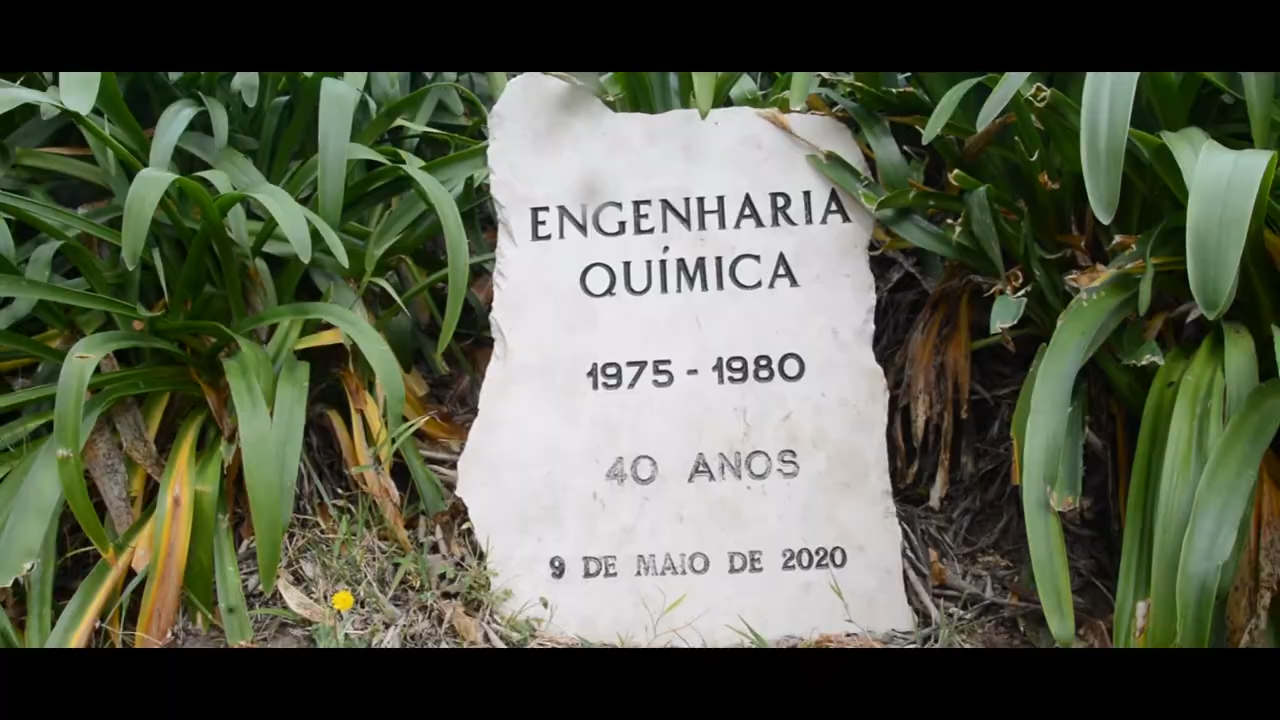 ENGENHARIA
QUÍMICA
1975 - 1980
40 ANOS
9 DE MAIO DE 2020